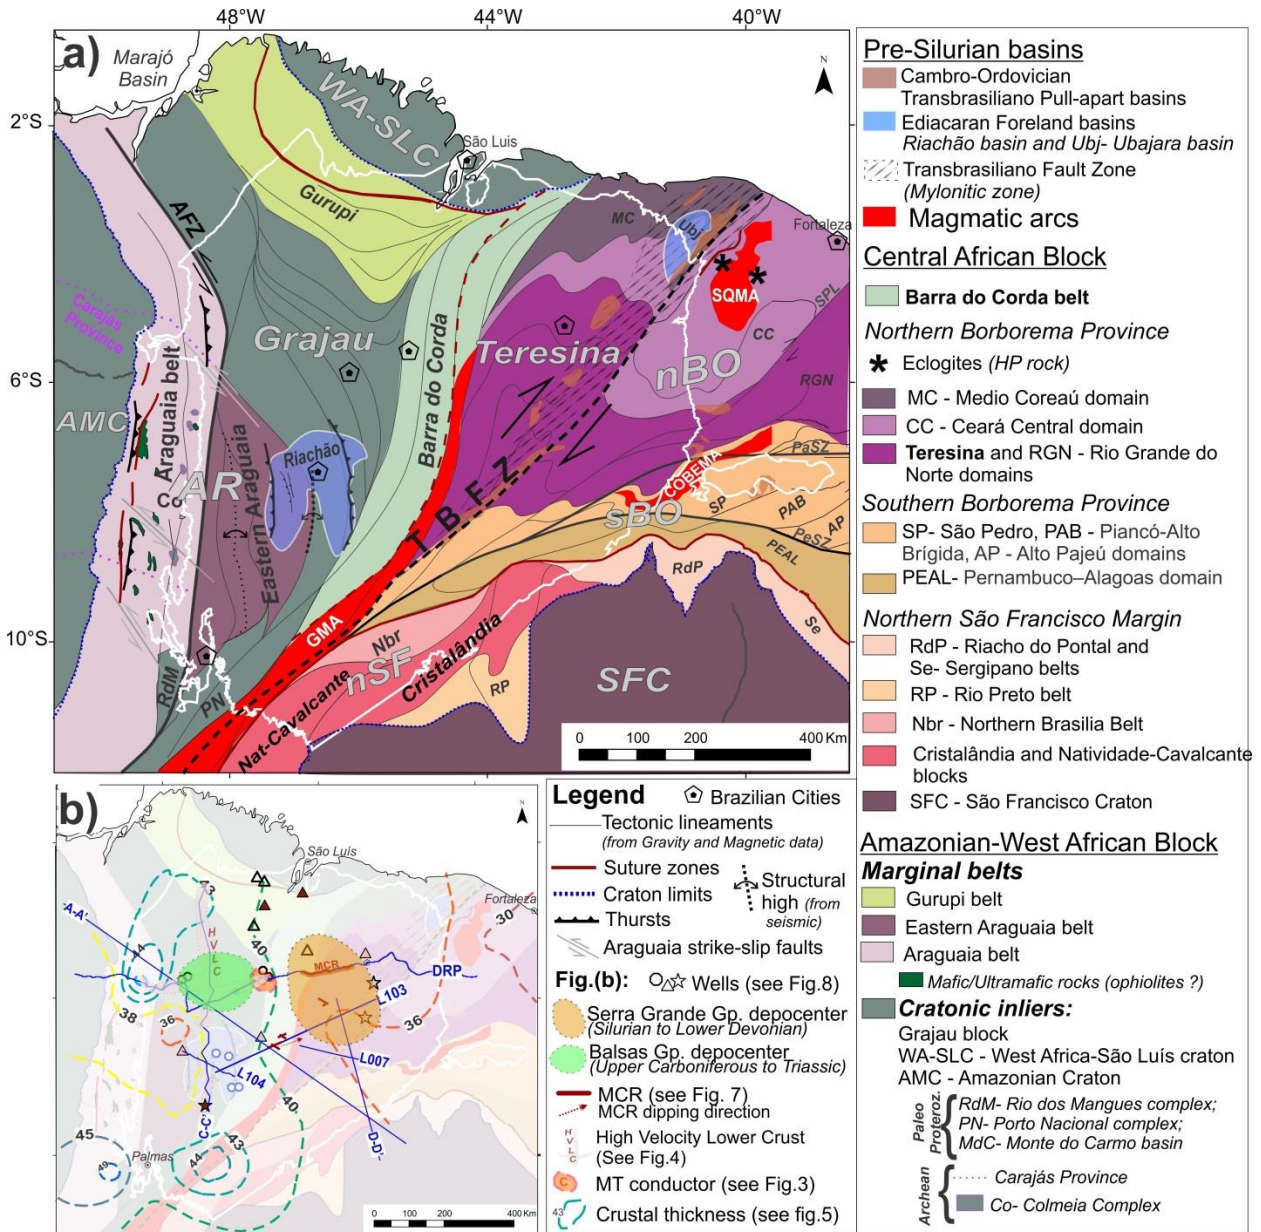 48°W
44°W
40°W
a)
Marajó
Basin
WA-SLC
2°S
São Luis
Gurupi
AFZ
MC
Ubj
Fortaleza
SQMA
SPL
CC
Carajás
Province
Grajau
Teresina
nBO
6°S
RGN
AMC
Araguaia belt
Barra do Corda
Riachão
PaSZ
COBEMA
Co
AR
Eastern Araguaia
T B F Z
sBO
SP
PAB
AP
PeSZ
PEAL
RdP
GMA
10°S
Nbr
Se
nSF
Cristalândia
SFC
RdM
PN
RP
Nat-Cavalcante
0 100 200 400 Km
Pre-Silurian basins
Cambro-Ordovician
Transbrasiliano Pull-apart basins
Ediacaran Foreland basins
Riachão basin and Ubj- Ubajara basin
Transbrasiliano Fault Zone
(Mylonitic zone)
Magmatic arcs
Central African Block
Barra do Corda belt
Northern Borborema Province
Eclogites (HP rock)
MC - Medio Coreaú domain
CC - Ceará Central domain
Teresina and RGN - Rio Grande do
Norte domains
Southern Borborema Province
SP- São Pedro, PAB - Piancó-Alto
Brígida, AP - Alto Pajeú domains
PEAL- Pernambuco–Alagoas domain
Northern São Francisco Margin
RdP - Riacho do Pontal and
Se- Sergipano belts
RP - Rio Preto belt
Nbr - Northern Brasilia Belt
Cristalândia and Natividade-Cavalcante
blocks
SFC - São Francisco Craton
Amazonian-West African Block
Marginal belts
Gurupi belt
Eastern Araguaia belt
Araguaia belt
Mafic/Ultramafic rocks (ophiolites ?)
Cratonic inliers:
Grajau block
WA-SLC - West Africa-São Luís craton
AMC - Amazonian Craton
Paleo
Proteroz.
RdM- Rio dos Mangues complex;
PN- Porto Nacional complex;
MdC- Monte do Carmo basin
Archean
Carajás Province
Co- Colmeia Complex
b)
N
São Luís
Fortaleza
30
43
A-A'
H
V
L
C
40
44
MCR
DRP
L103
38
36
36
L007
L104
40
C-C'
D-D'
45
43
44
49
Palmas
0 100 200 400 Km
Legend
Brazilian Cities
Tectonic lineaments
(from Gravity and Magnetic data)
Suture zones
Craton limits
Thursts
Structural
high (from
seismic)
Araguaia strike-slip faults
Fig.(b):
Wells (see Fig.8)
Serra Grande Gp. depocenter
(Silurian to Lower Devonian)
Balsas Gp. depocenter
(Upper Carboniferous to Triassic)
MCR (see Fig. 7)
MCR dipping direction
H
V
L
C
High Velocity Lower Crust
(See Fig.4)
C
MT conductor (see Fig.3)
43
Crustal thickness (see fig.5)